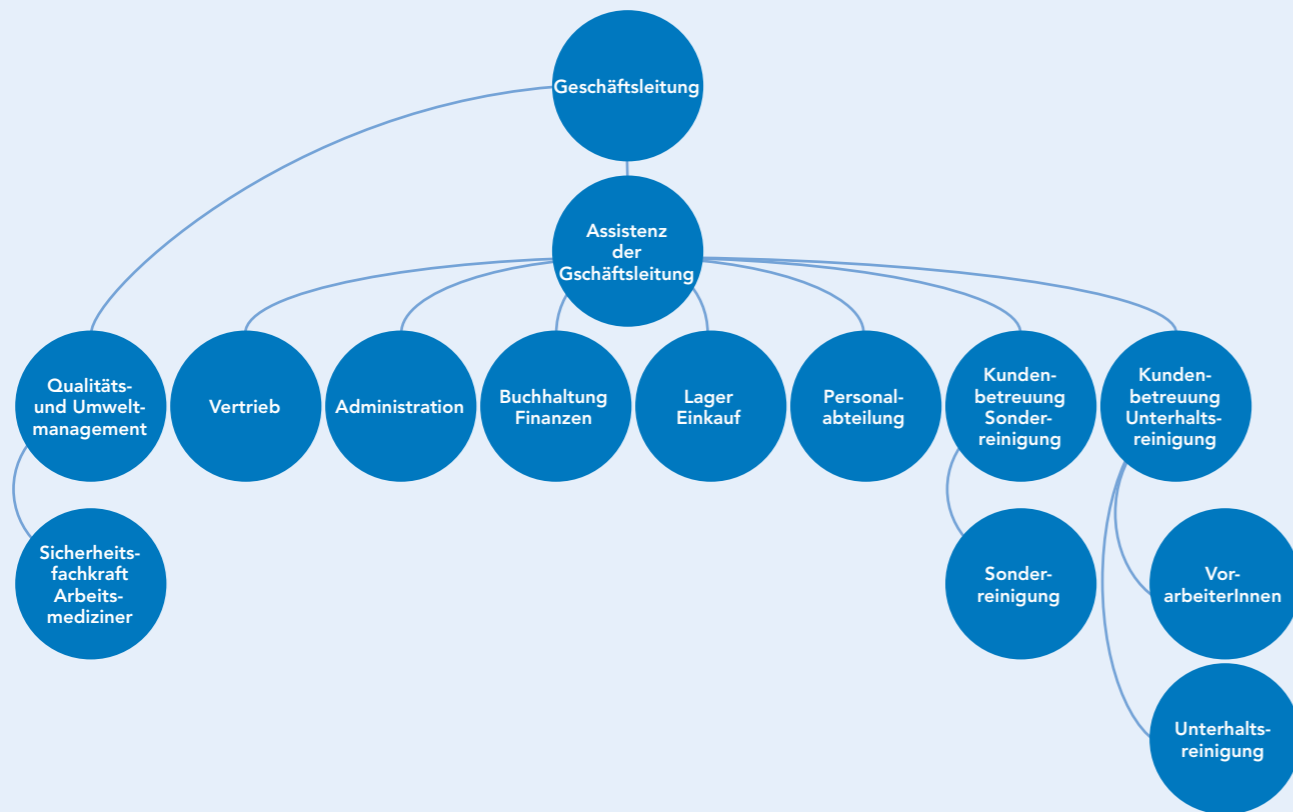 Geschäftsleitung
Assistenz
der
Gschäftsleitung
Qualitäts-
und Umwelt-
management
Vertrieb
Administration
Buchhaltung
Finanzen
Lager
Einkauf
Personal-
abteilung
Kunden-
betreuung
Sonder-
reinigung
Kunden-
betreuung
Unterhalts-
reinigung
Sicherheits-
fachkraft
Arbeits-
mediziner
Sonder-
reinigung
Vor-
arbeiterInnen
Unterhalts-
reinigung